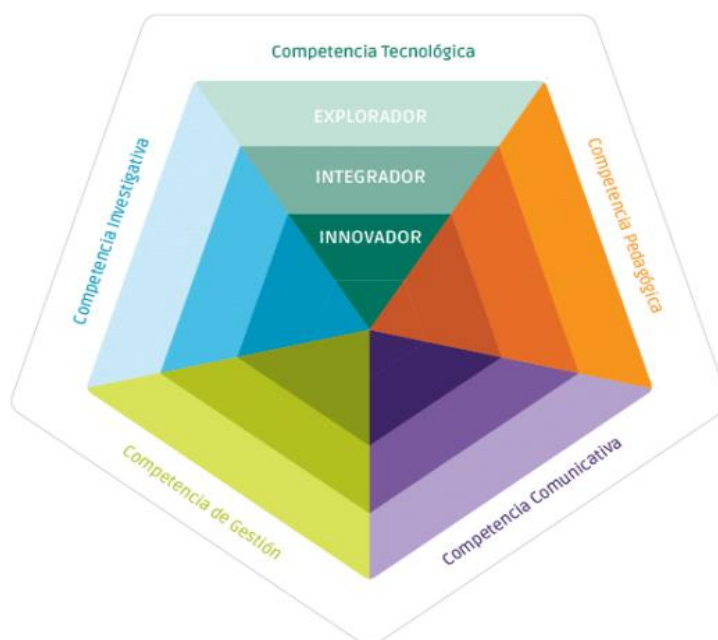 Competencia Tecnológica
EXPLORADOR
INTEGRADOR
INNOVADOR
Competencia Investigativa
Competencia Pedagógica
Competencia de Gestión
Competencia Comunicativa